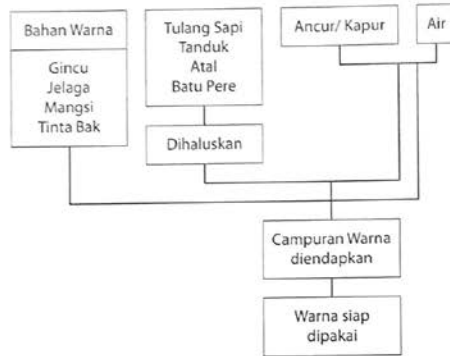 Bahan Warna
Gincu
Jelaga
Mangsi
Tinta Bak
Tulang Sapi
Tanduk
Atal
Batu Pere
Dihaluskan
Ancur/ Kapur
Air
Campuran Warna
diendapkan
Warna siap
dipakai